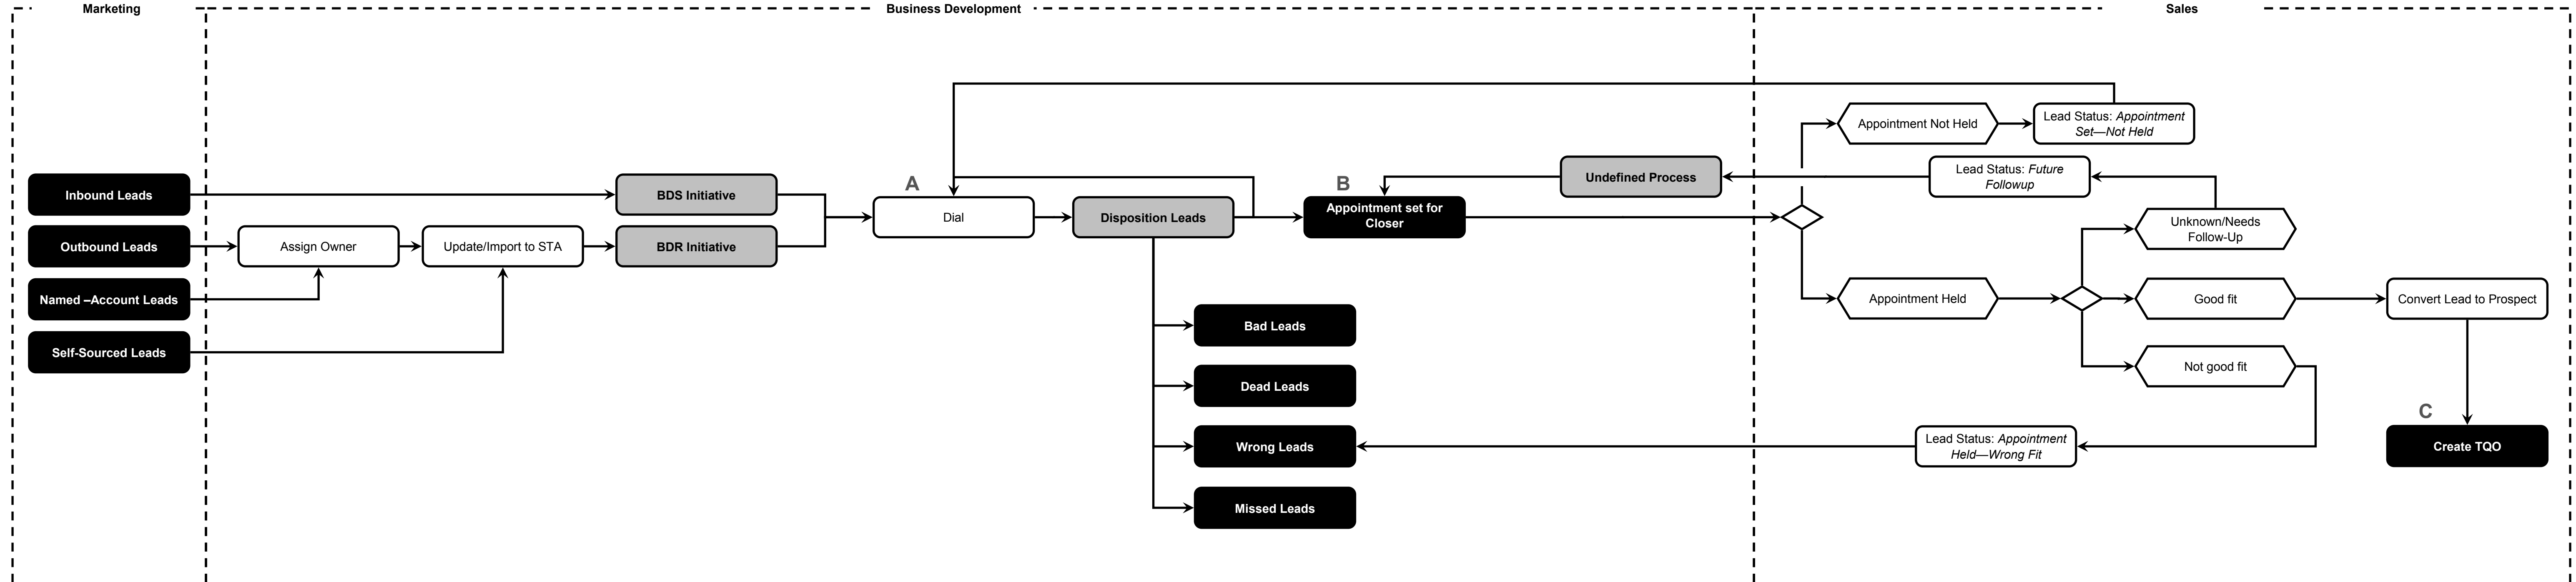 Marketing
Business Development
Sales
Appointment Not Held
Lead Status: Appointment
Set—Not Held
Inbound Leads
BDS Initiative
A
B
Undefined Process
Lead Status: Future
Followup
Dial
Disposition Leads
Appointment set for
Closer
Unknown/Needs
Follow-Up
Outbound Leads
Assign Owner
Update/Import to STA
BDR Initiative
Named –Account Leads
Appointment Held
Good fit
Convert Lead to Prospect
Self-Sourced Leads
Bad Leads
Not good fit
Dead Leads
C
Wrong Leads
Lead Status: Appointment
Held—Wrong Fit
Create TQO
Missed Leads